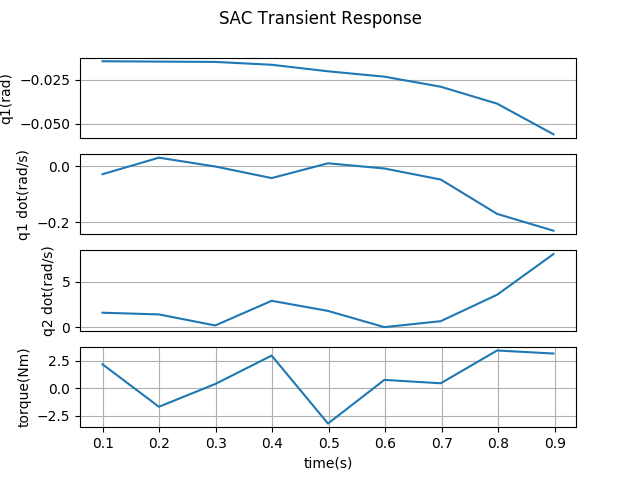 SAC Transient Response
−0.025
−0.050
q1(rad)
0.0
−0.2
q1 dot(rad/s)
5
0
q2 dot(rad/s)
2.5
0.0
−2.5
torque(Nm)
0.1 0.2 0.3 0.4 0.5 0.6 0.7 0.8 0.9
time(s)